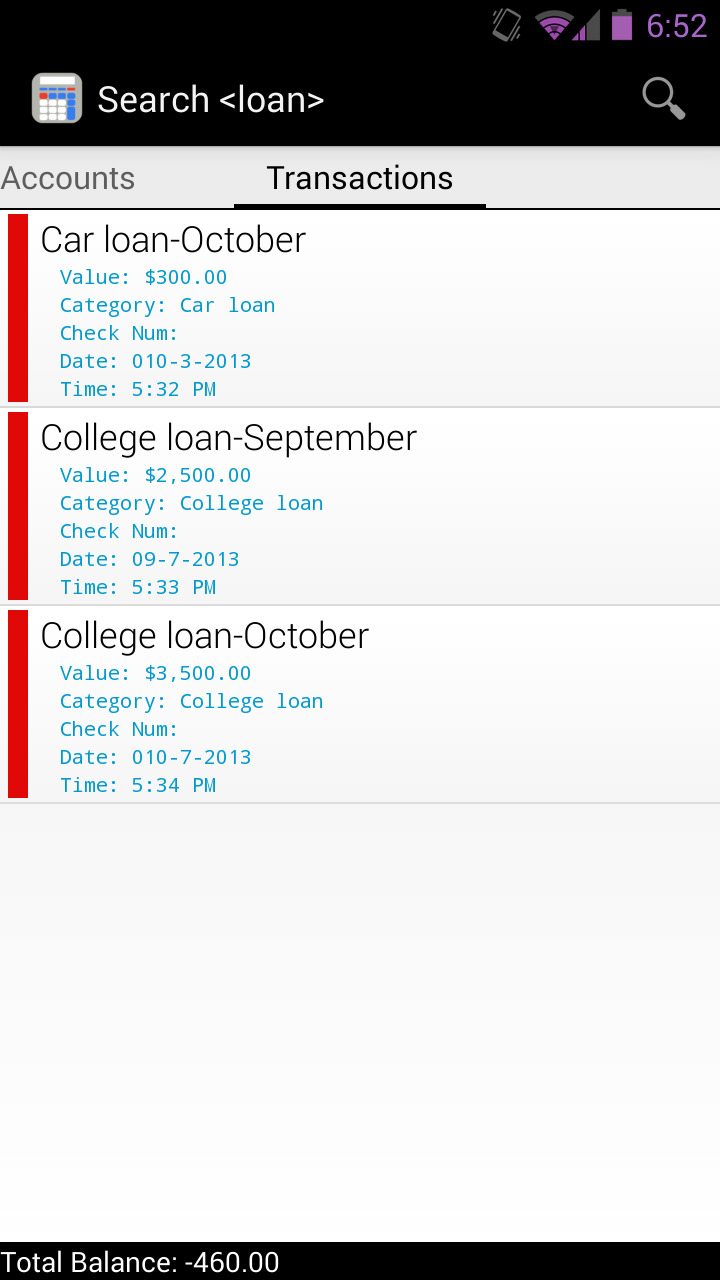 6:52
Search <loan>
Accounts
Transactions
Car loan-October
Value: $300.00
Category: Car loan
Check Num:
Date: 010-3-2013
Time: 5:32 PM
College loan-September
Value: $2,500.00
Category: College loan
Check Num:
Date: 09-7-2013
Time: 5:33 PM
College loan-October
Value: $3,500.00
Category: College loan
Check Num:
Date: 010-7-2013
Time: 5:34 PM
Total Balance: -460.00